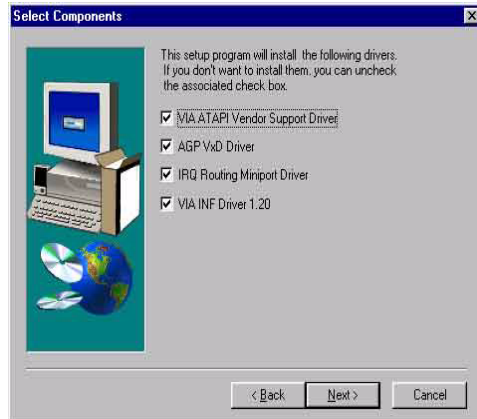 Select Components
This setup program will install the following drivers.
If you don't want to install them, you can uncheck
the associated check box.
VIA ATAPI Vendor Support Driver
AGP VxD Driver
IRQ Routing Miniport Driver
VIA INF Driver 1.20
< Back
Next >
Cancel